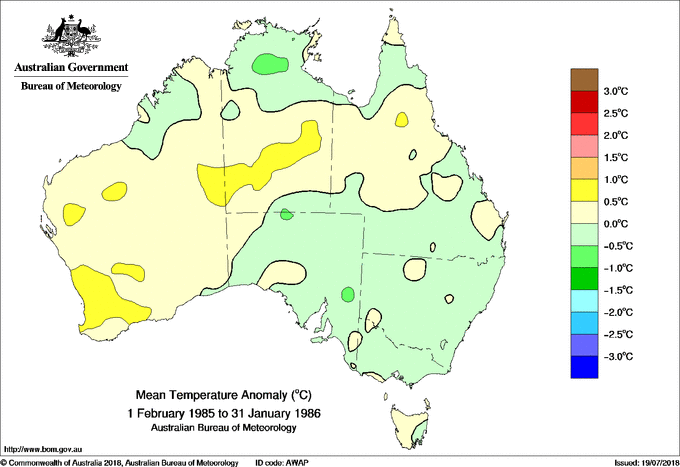 Australian Government
Bureau of Meteorology
3.0°C
2.5°C
2.0°C
1.5°C
1.0°C
0.5°C
0.0°C
-0.5°C
-1.0°C
-1.5°C
-2.0°C
-2.5°C
-3.0°C
Mean Temperature Anomaly (°C)
1 February 1985 to 31 January 1986
Australian Bureau of Meteorology
http://www.bom.gov.au
© Commonwealth of Australia 2018, Australian Bureau of Meteorology ID code: AWAP Issued: 19/07/2018